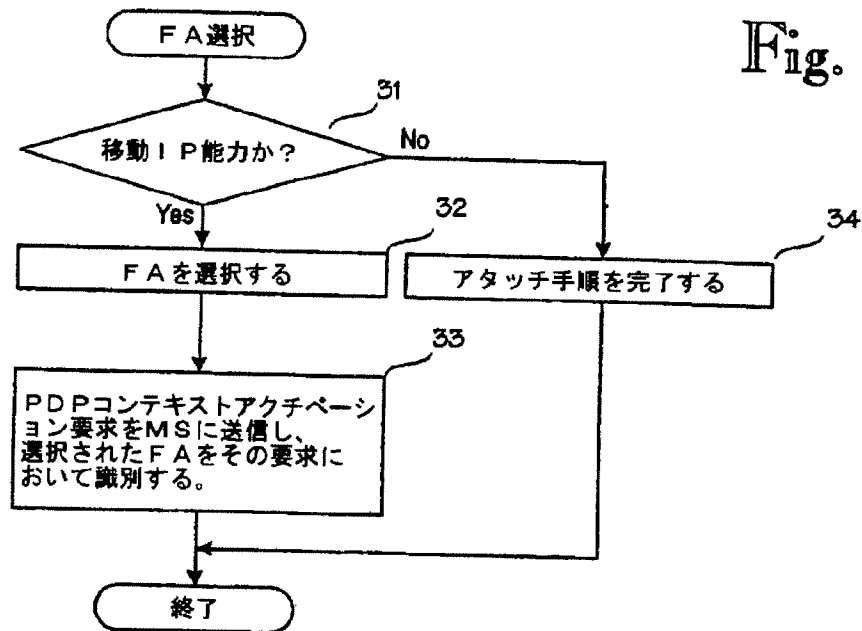 FA選択
Fig.
31
移動IP能力か?
No
Yes
32
34
FAを選択する
アタッチ手順を完了する
33
PDPコンテキストアクチベーシ
ョン要求をMSに送信し、
選択されたFAをその要求に
おいて識別する。
終了